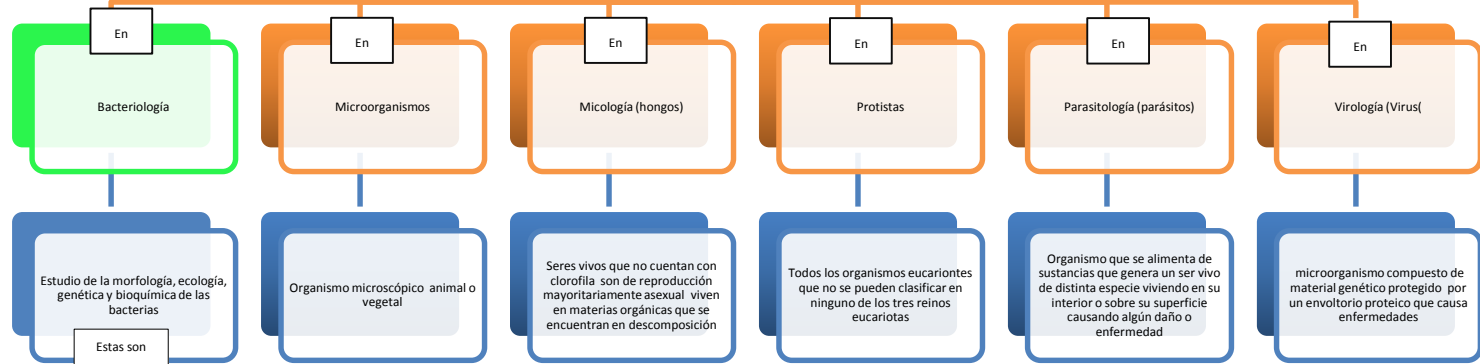 En
En
En
En
En
En
Bacteriología
Microorganismos
Micología (hongos)
Protistas
Parasitología (parásitos)
Virología (Virus(
Estudio de la morfología, ecología,
genética y bioquímica de las
bacterias
Estas son
Organismo microscópico animal o
vegetal
Seres vivos que no cuentan con
clorofila son de reproducción
mayoritariamente asexual viven
en materias orgánicas que se
encuentran en descomposición
Todos los organismos eucariontes
que no se pueden clasificar en
ninguno de los tres reinos
eucariotas
Organismo que se alimenta de
sustancias que genera un ser vivo
de distinta especie viviendo en su
interior o sobre su superficie
causando algún daño o
enfermedad
microorganismo compuesto de
material genético protegido por
un envoltorio proteico que causa
enfermedades